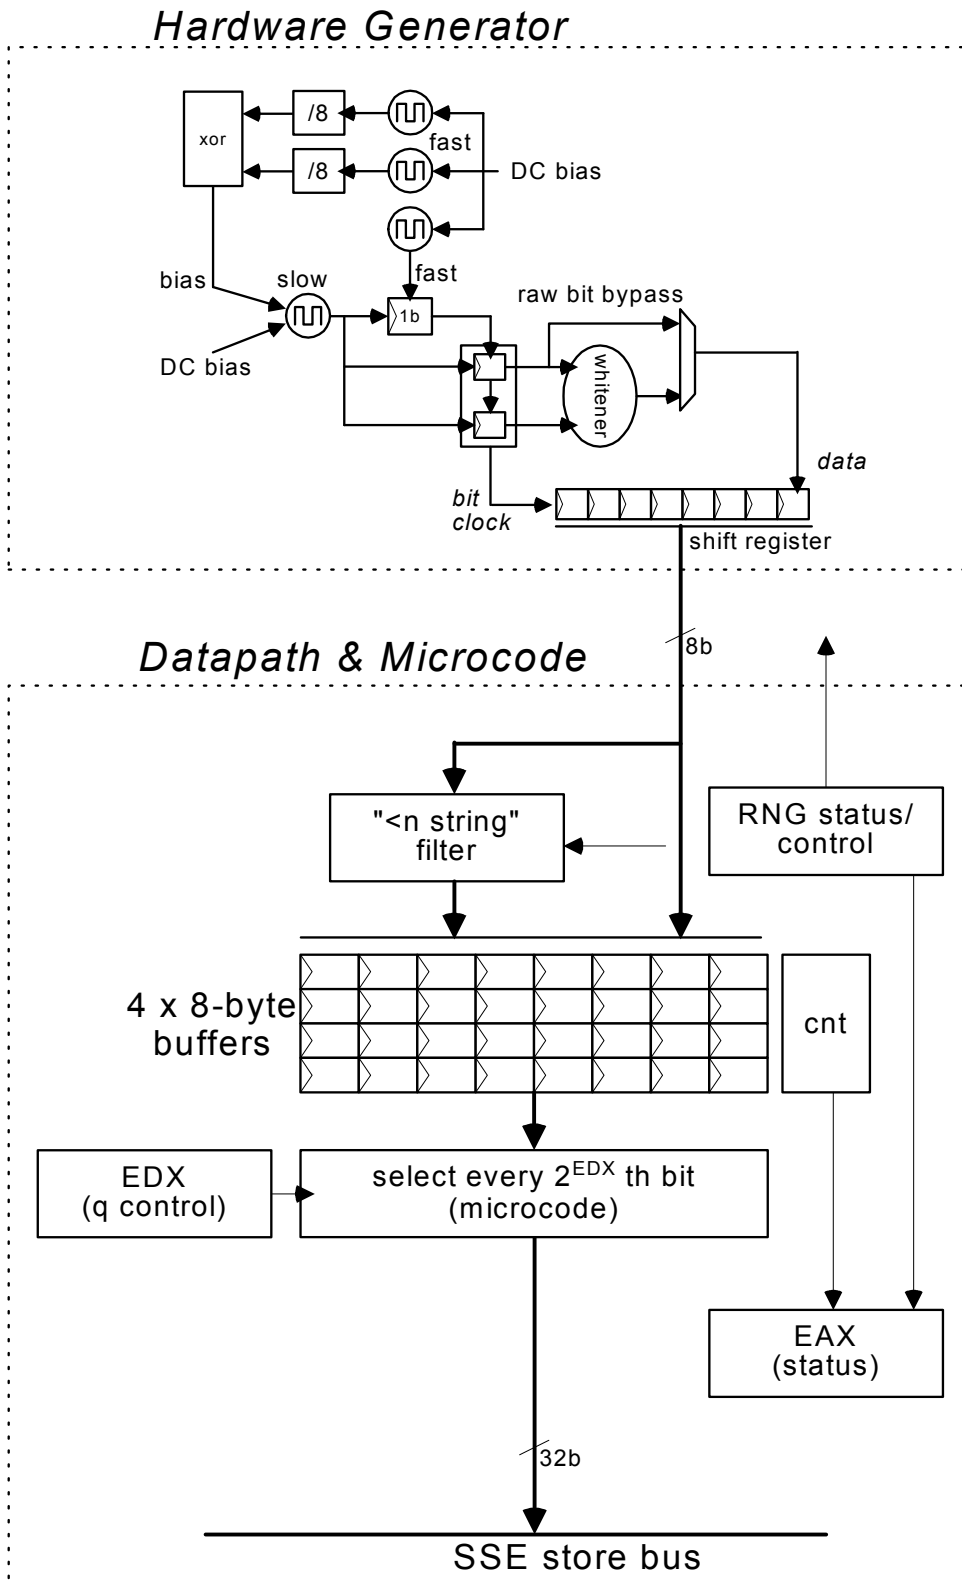 Hardware Generator
xor
/8
fast
/8
DC bias
bias
slow
fast
1b
raw bit bypass
DC bias
whitener
data
bit
clock
shift register
8b
Datapath & Microcode
"<n string"
filter
RNG status/
control
4 x 8-byte
buffers
cnt
EDX
(q control)
select every 2^EDX th bit
(microcode)
EAX
(status)
32b
SSE store bus